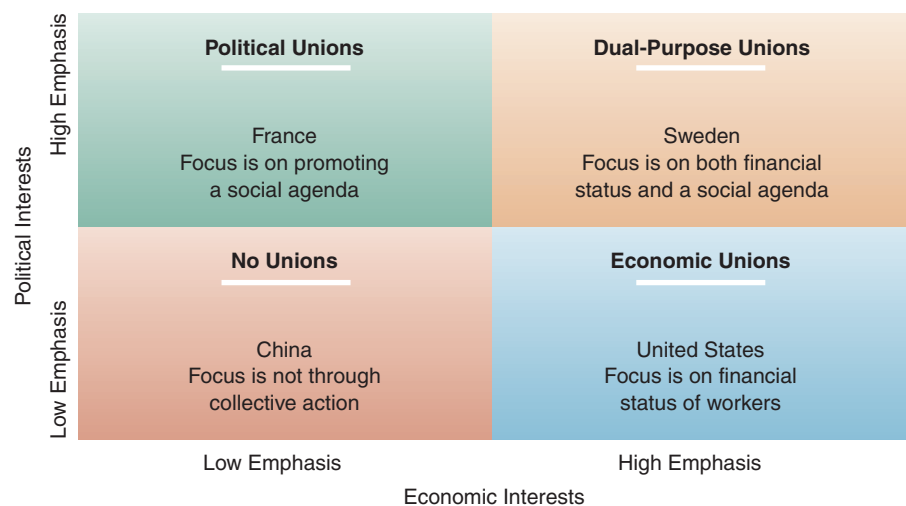 Political Interests
High Emphasis
Low Emphasis
Political Unions
France
Focus is on promoting
a social agenda
Dual-Purpose Unions
Sweden
Focus is on both financial
status and a social agenda
No Unions
China
Focus is not through
collective action
Economic Unions
United States
Focus is on financial
status of workers
Low Emphasis
High Emphasis
Economic Interests